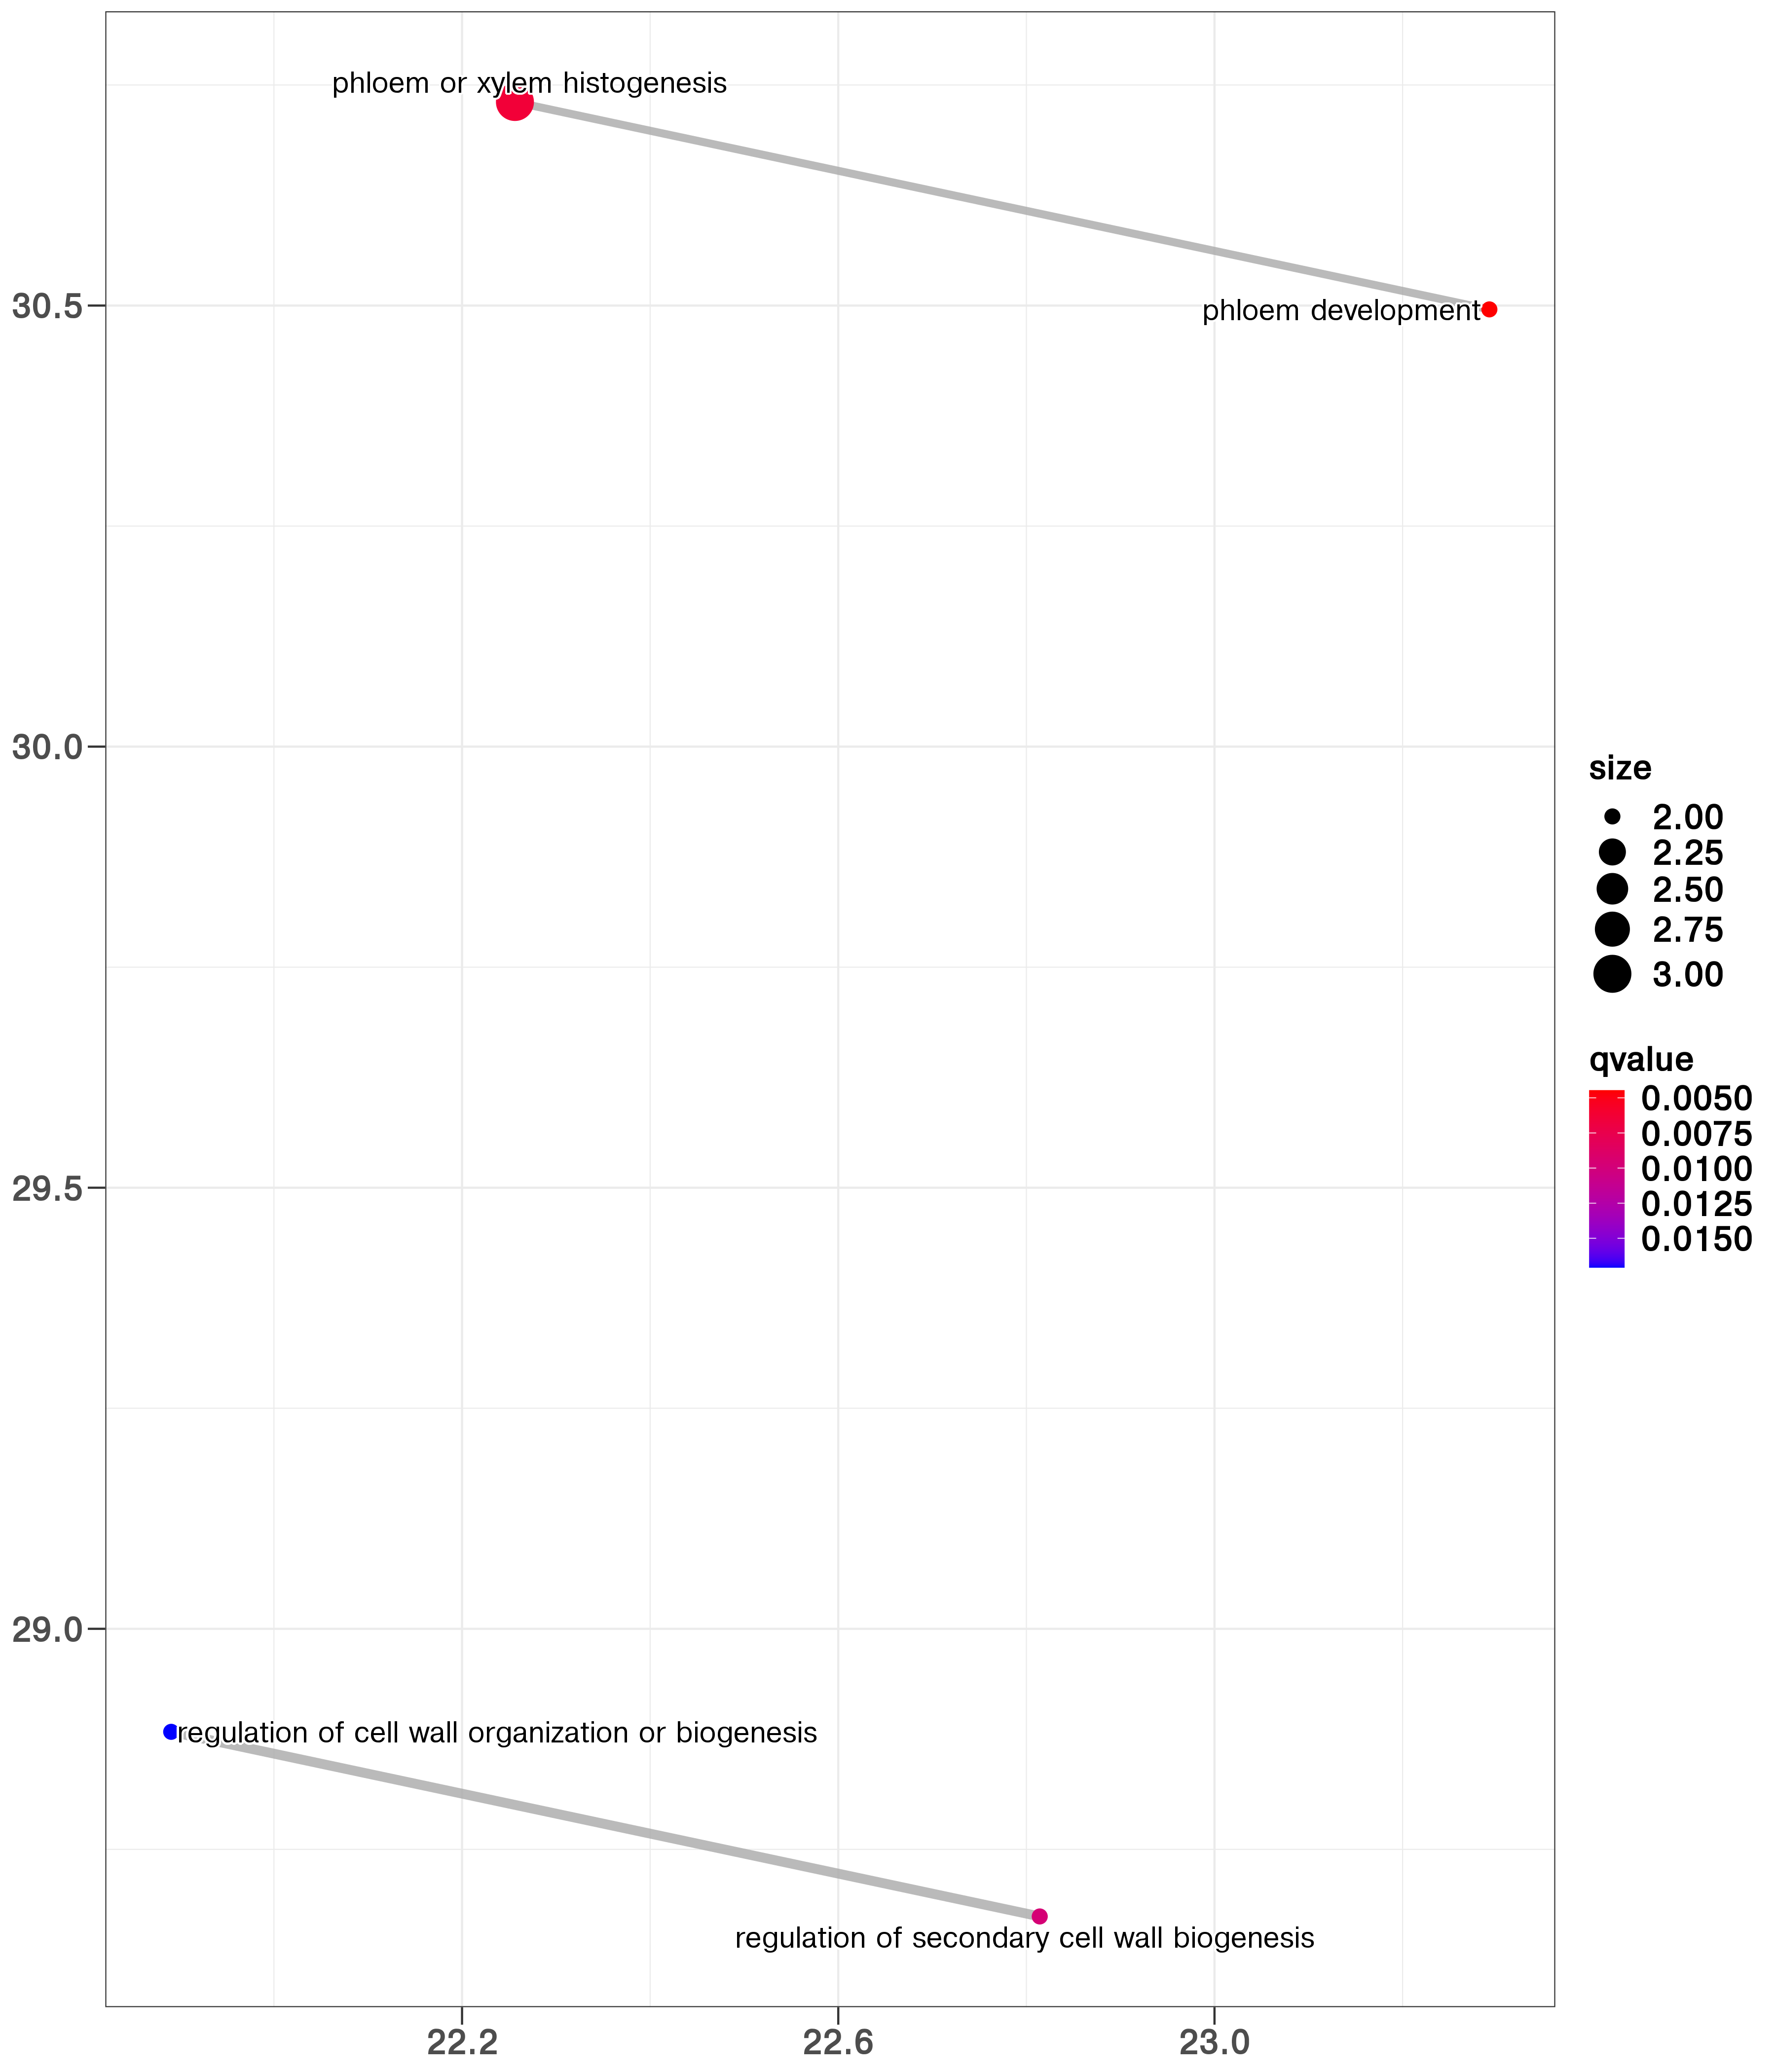 phloem or xylem histogenesis
30.5
phloem development
30.0
29.5
29.0
regulation of cell wall organization or biogenesis
regulation of secondary cell wall biogenesis
22.2 22.6 23.0
size
2.00
2.25
2.50
2.75
3.00
qvalue
0.0050
0.0075
0.0100
0.0125
0.0150